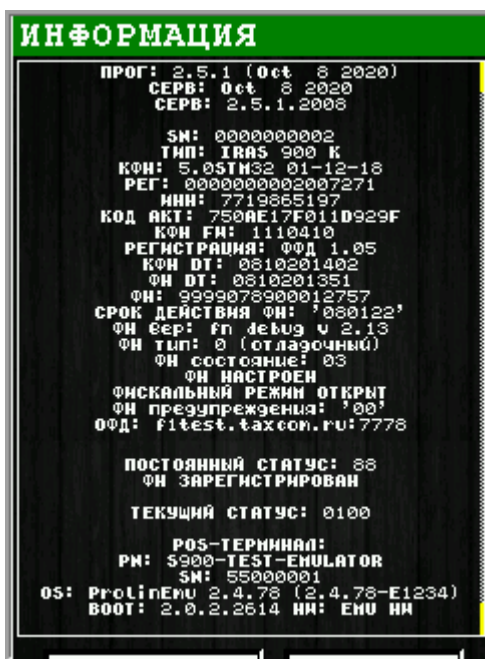 ИНФОРМАЦИЯ
ПРОГ: 2.5.1 (Oct 8 2020)
СЕРВ: Oct 8 2020
СЕРВ: 2.5.1.2008
SN: 0000000002
ТИП: IRAS 900 K
КФН: 5.0STM32 01-12-18
РЕГ: 0000000002007271
ИНН: 7719865197
КОД АКТ: 750AE17F011D929F
КФН FW: 1110410
РЕГИСТРАЦИЯ: ФФД 1.05
КФН DT: 0810201402
ФН DT: 0810201351
ФН: 9999078900012757
СРОК ДЕЙСТВИЯ ФН: '080122'
ФН вер: fn debug v 2.13
ФН тип: 0 (отладочный)
ФН состояние: 03
ФН НАСТРОЕН
ФИСКАЛЬНЫЙ РЕЖИМ ОТКРЫТ
ФН предупреждения: '00'
ОФД: f1test.taxcom.ru:7778
ПОСТОЯННЫЙ СТАТУС: 88
ФН ЗАРЕГИСТРИРОВАН
ТЕКУЩИЙ СТАТУС: 0100
POS-ТЕРМИНАЛ:
PN: S900-TEST-EMULATOR
SN: 55000001
OS: ProlinEmu 2.4.78 (2.4.78-E1234)
BOOT: 2.0.2.2614 HW: EMU HW